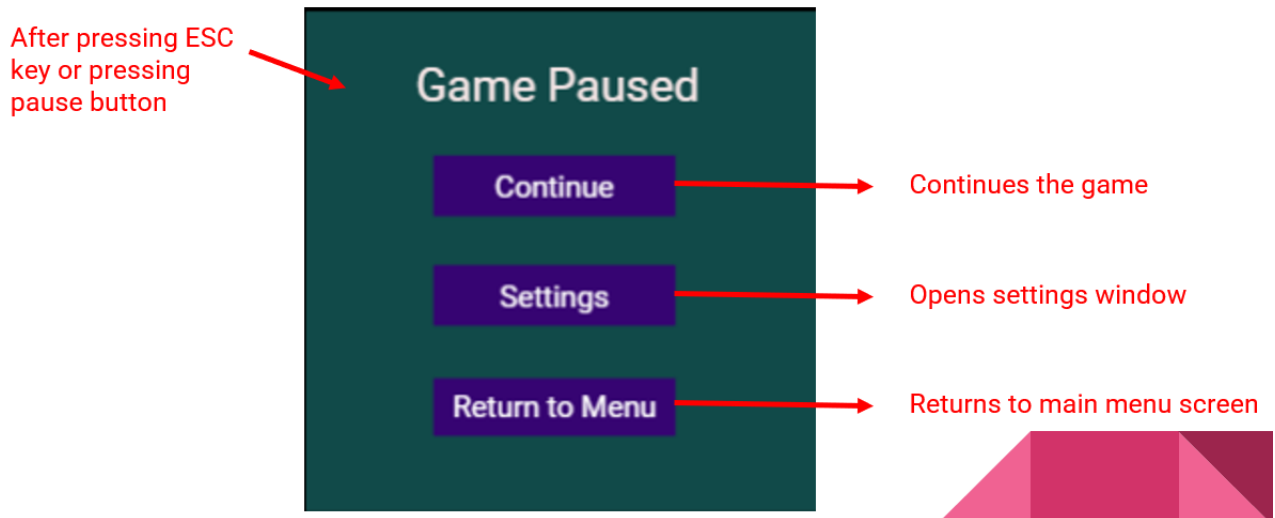 After pressing ESC
key or pressing
pause button
Game Paused
Continue
Continues the game
Settings
Opens settings window
Return to Menu
Returns to main menu screen